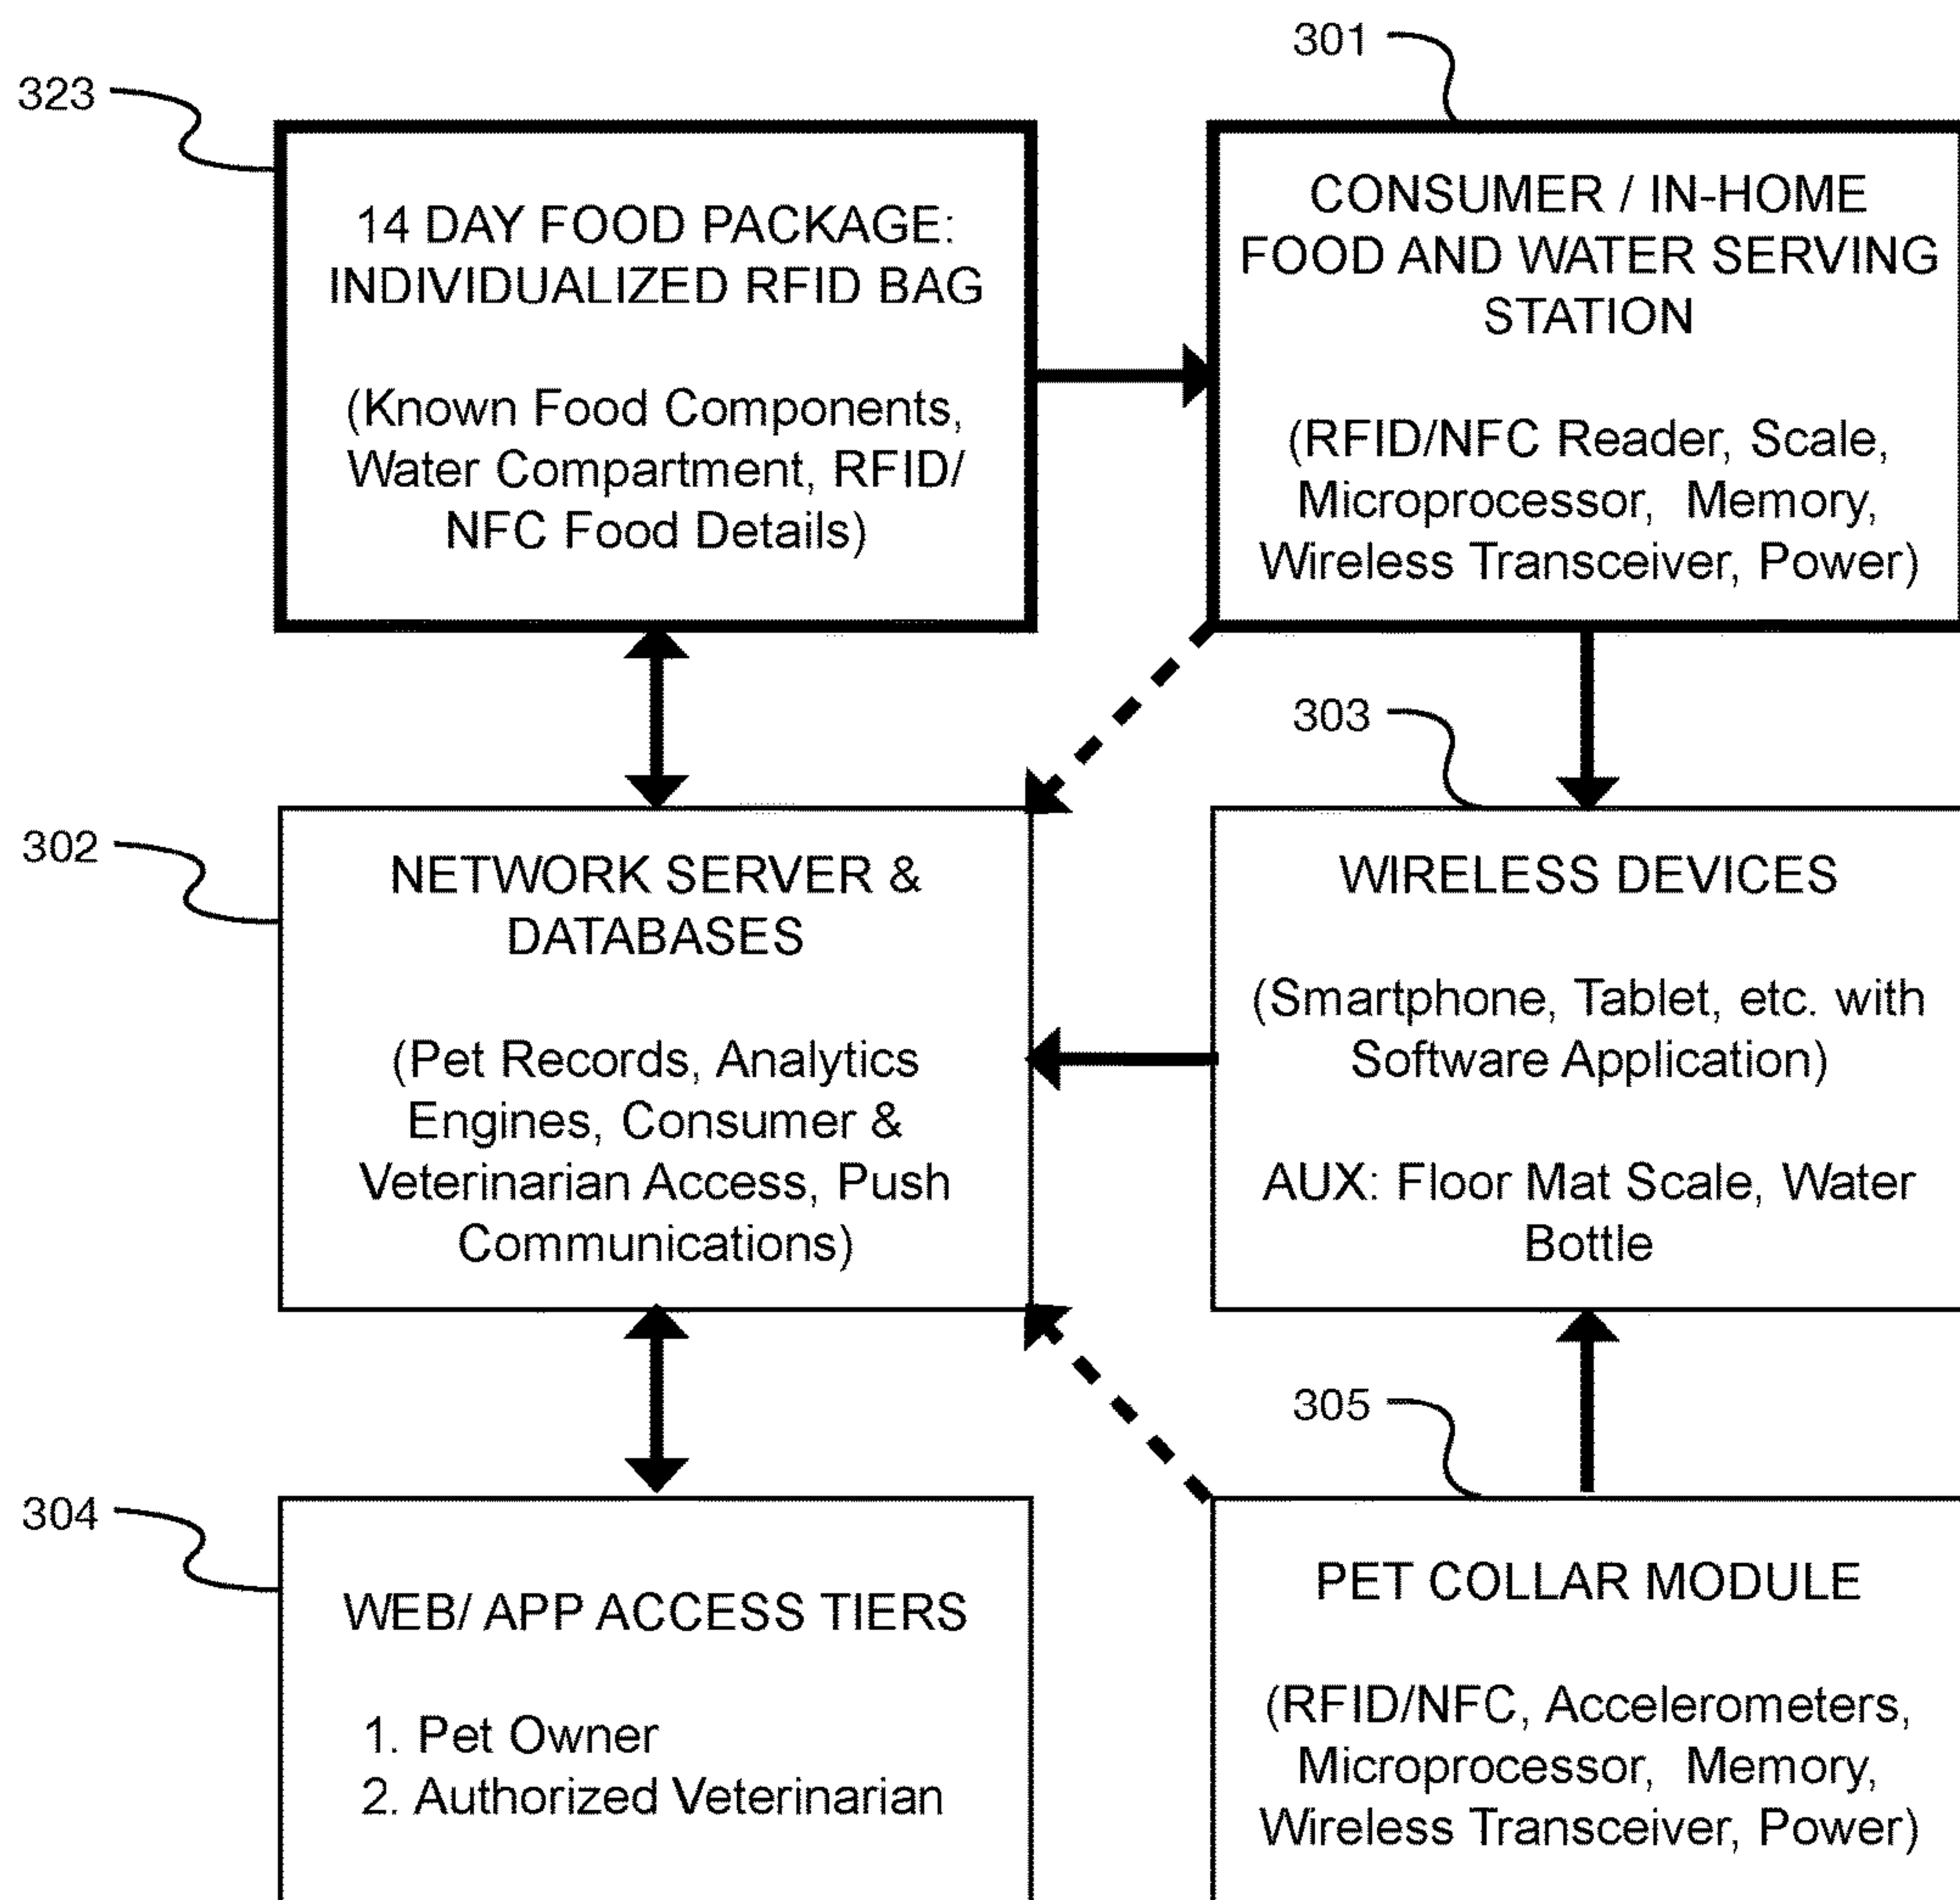 323
14 DAY FOOD PACKAGE:
INDIVIDUALIZED RFID BAG
(Known Food Components,
Water Compartment, RFID/
NFC Food Details)
301
CONSUMER / IN-HOME
FOOD AND WATER SERVING
STATION
(RFID/NFC Reader, Scale,
Microprocessor, Memory,
Wireless Transceiver, Power)
302
NETWORK SERVER &
DATABASES
(Pet Records, Analytics
Engines, Consumer &
Veterinarian Access, Push
Communications)
303
WIRELESS DEVICES
(Smartphone, Tablet, etc. with
Software Application)
AUX: Floor Mat Scale, Water
Bottle
304
WEB/ APP ACCESS TIERS
1. Pet Owner
2. Authorized Veterinarian
305
PET COLLAR MODULE
(RFID/NFC, Accelerometers,
Microprocessor, Memory,
Wireless Transceiver, Power)